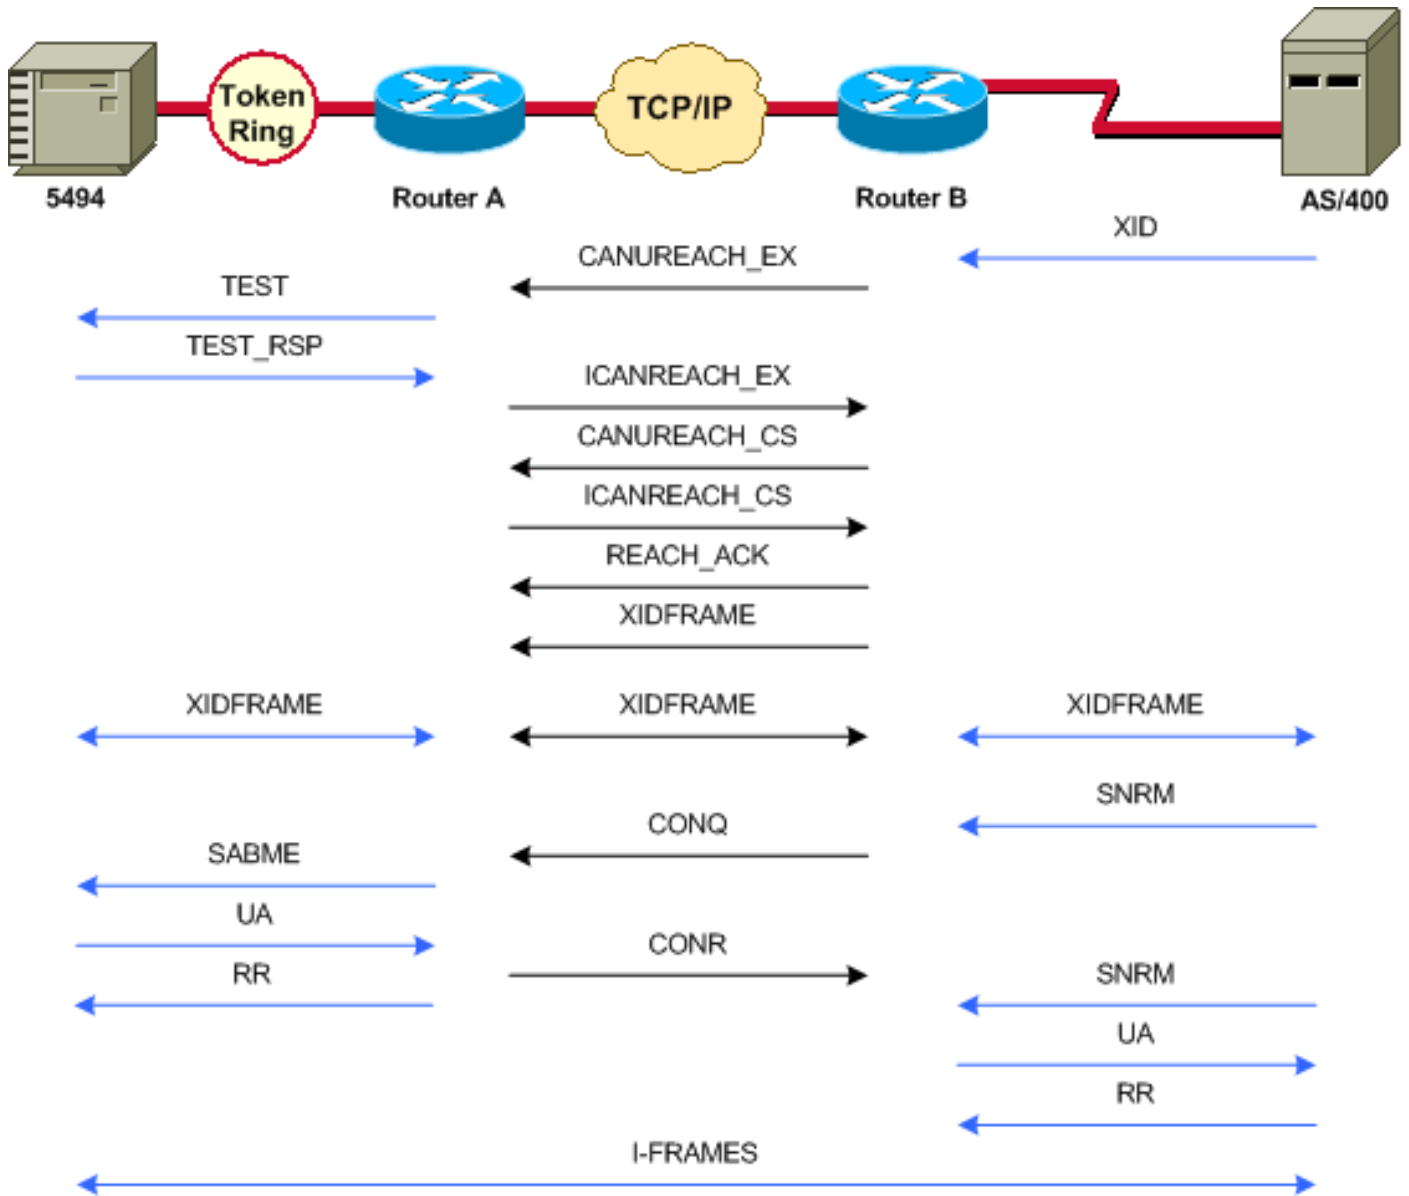 Token
Ring
TCP/IP
5494
Router A
Router B
AS/400
XID
CANUREACH_EX
TEST
TEST_RSP
ICANREACH_EX
CANUREACH_CS
ICANREACH_CS
REACH_ACK
XIDFRAME
XIDFRAME
XIDFRAME
XIDFRAME
SNRM
CONQ
SABME
UA
CONR
RR
SNRM
UA
RR
I-FRAMES